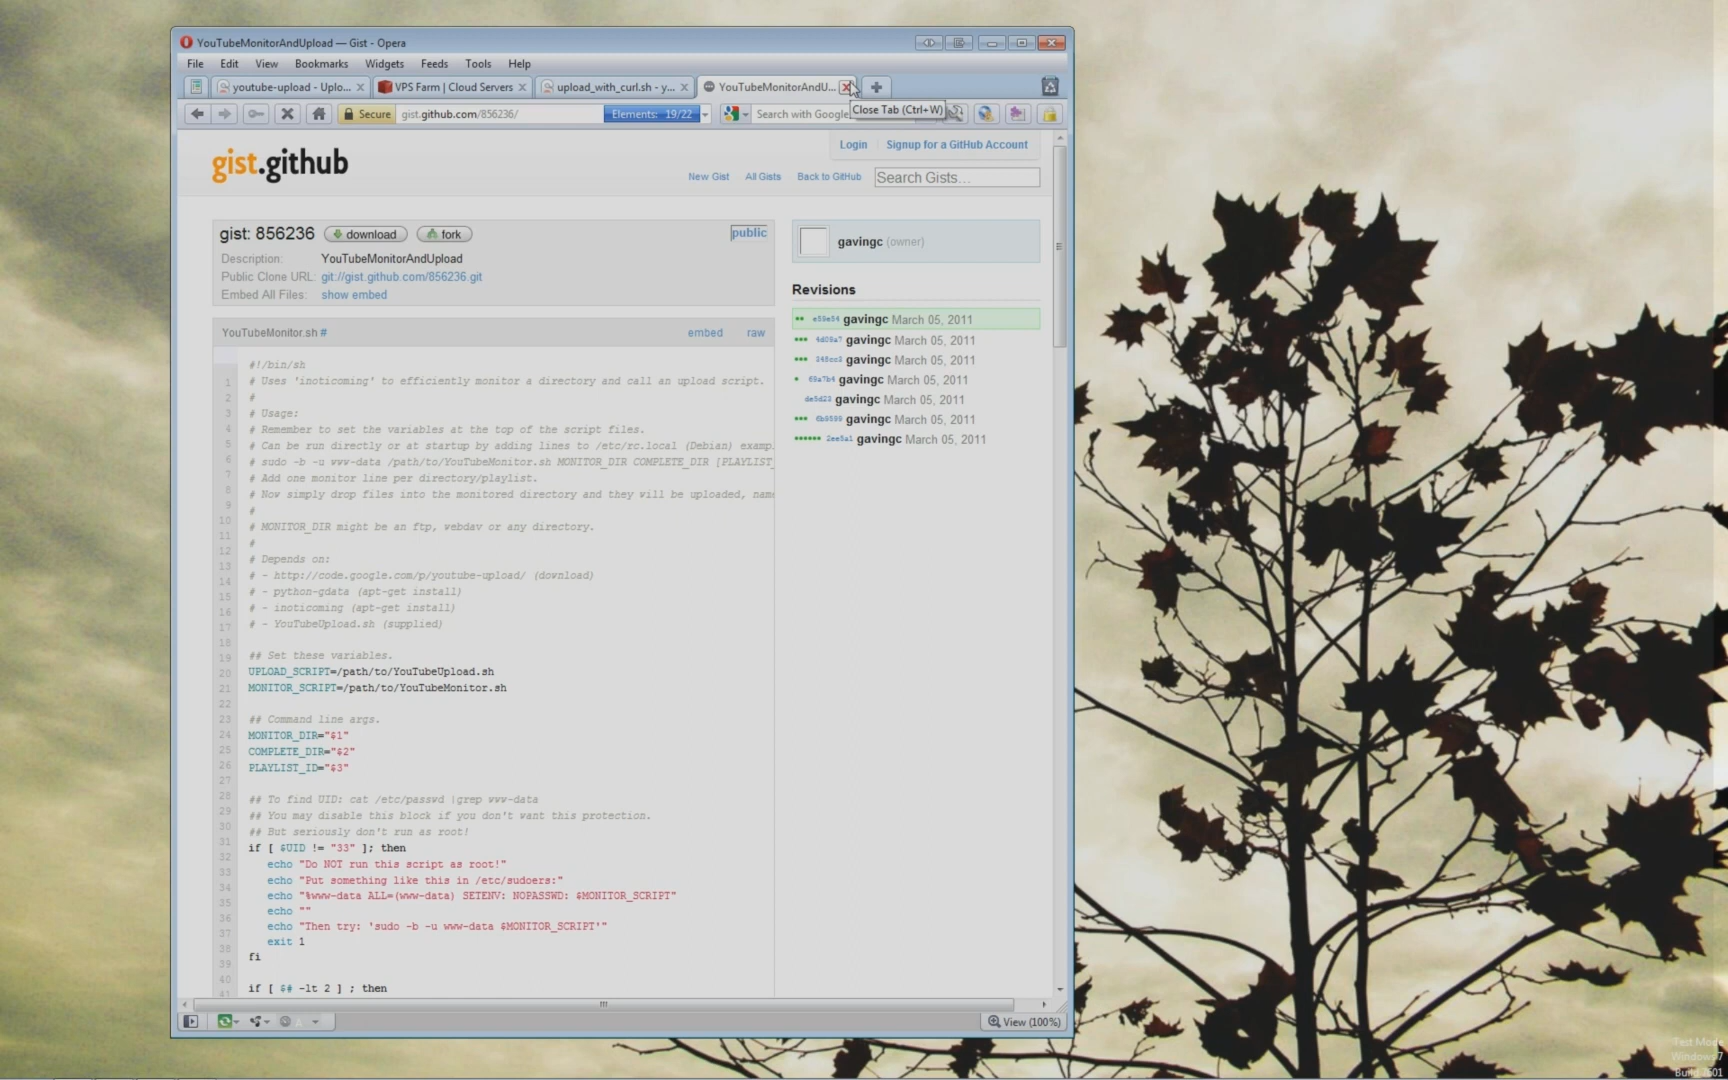 YouTubeMonitorAndUpload — Gist - Opera
File Edit View Bookmarks Widgets Feeds Tools Help
youtube-upload - Uplo... VPS Farm | Cloud Servers upload_with_curl.sh - y... YouTubeMonitorAndU...
Secure gist.github.com/856236/ Elements: 19/22 Search with Google Close Tab (Ctrl+W)
Login Signup for a GitHub Account
gist.github
New Gist All Gists Back to GitHub Search Gists...
gist: 856236 download fork public
Description: YouTubeMonitorAndUpload
Public Clone URL: git://gist.github.com/856236.git
Embed All Files: show embed
gavingc (owner)
Revisions
e59e54 gavingc March 05, 2011
4d08a7 gavingc March 05, 2011
245cc3 gavingc March 05, 2011
69a7b4 gavingc March 05, 2011
de5d23 gavingc March 05, 2011
6b9599 gavingc March 05, 2011
2ee5a1 gavingc March 05, 2011
YouTubeMonitor.sh # embed raw
#!/bin/sh
1 # Uses 'inoticoming' to efficiently monitor a directory and call an upload script.
2 #
3 # Usage:
4 # Remember to set the variables at the top of the script files.
5 # Can be run directly or at startup by adding lines to /etc/rc.local (Debian) examp
6 # sudo -b -u www-data /path/to/YouTubeMonitor.sh MONITOR_DIR COMPLETE_DIR [PLAYLIST_
7 # Add one monitor line per directory/playlist.
8 # Now simply drop files into the monitored directory and they will be uploaded, nam
9 #
10 # MONITOR_DIR might be an ftp, webdav or any directory.
11 #
12 # Depends on:
13 # - http://code.google.com/p/youtube-upload/ (download)
14 # - python-gdata (apt-get install)
15 # - inoticoming (apt-get install)
16 # - YouTubeUpload.sh (supplied)
17
18 ## Set these variables.
19 UPLOAD_SCRIPT=/path/to/YouTubeUpload.sh
20 MONITOR_SCRIPT=/path/to/YouTubeMonitor.sh
21
22
23 ## Command line args.
24 MONITOR_DIR="$1"
25 COMPLETE_DIR="$2"
26 PLAYLIST_ID="$3"
27
28 ## To find UID: cat /etc/passwd |grep www-data
29 ## You may disable this block if you don't want this protection.
30 ## But seriously don't run as root!
31 if [ $UID != "33" ]; then
32 echo "Do NOT run this script as root!"
33 echo "Put something like this in /etc/sudoers:"
34 echo "%www-data ALL=(www-data) SETENV: NOPASSWD: $MONITOR_SCRIPT"
35 echo ""
36 echo "Then try: 'sudo -b -u www-data $MONITOR_SCRIPT'"
37 exit 1
38 fi
39
40 if [ $# -lt 2 ] ; then
41
View (100%)
Test Mode
Windows 7
Build 7601